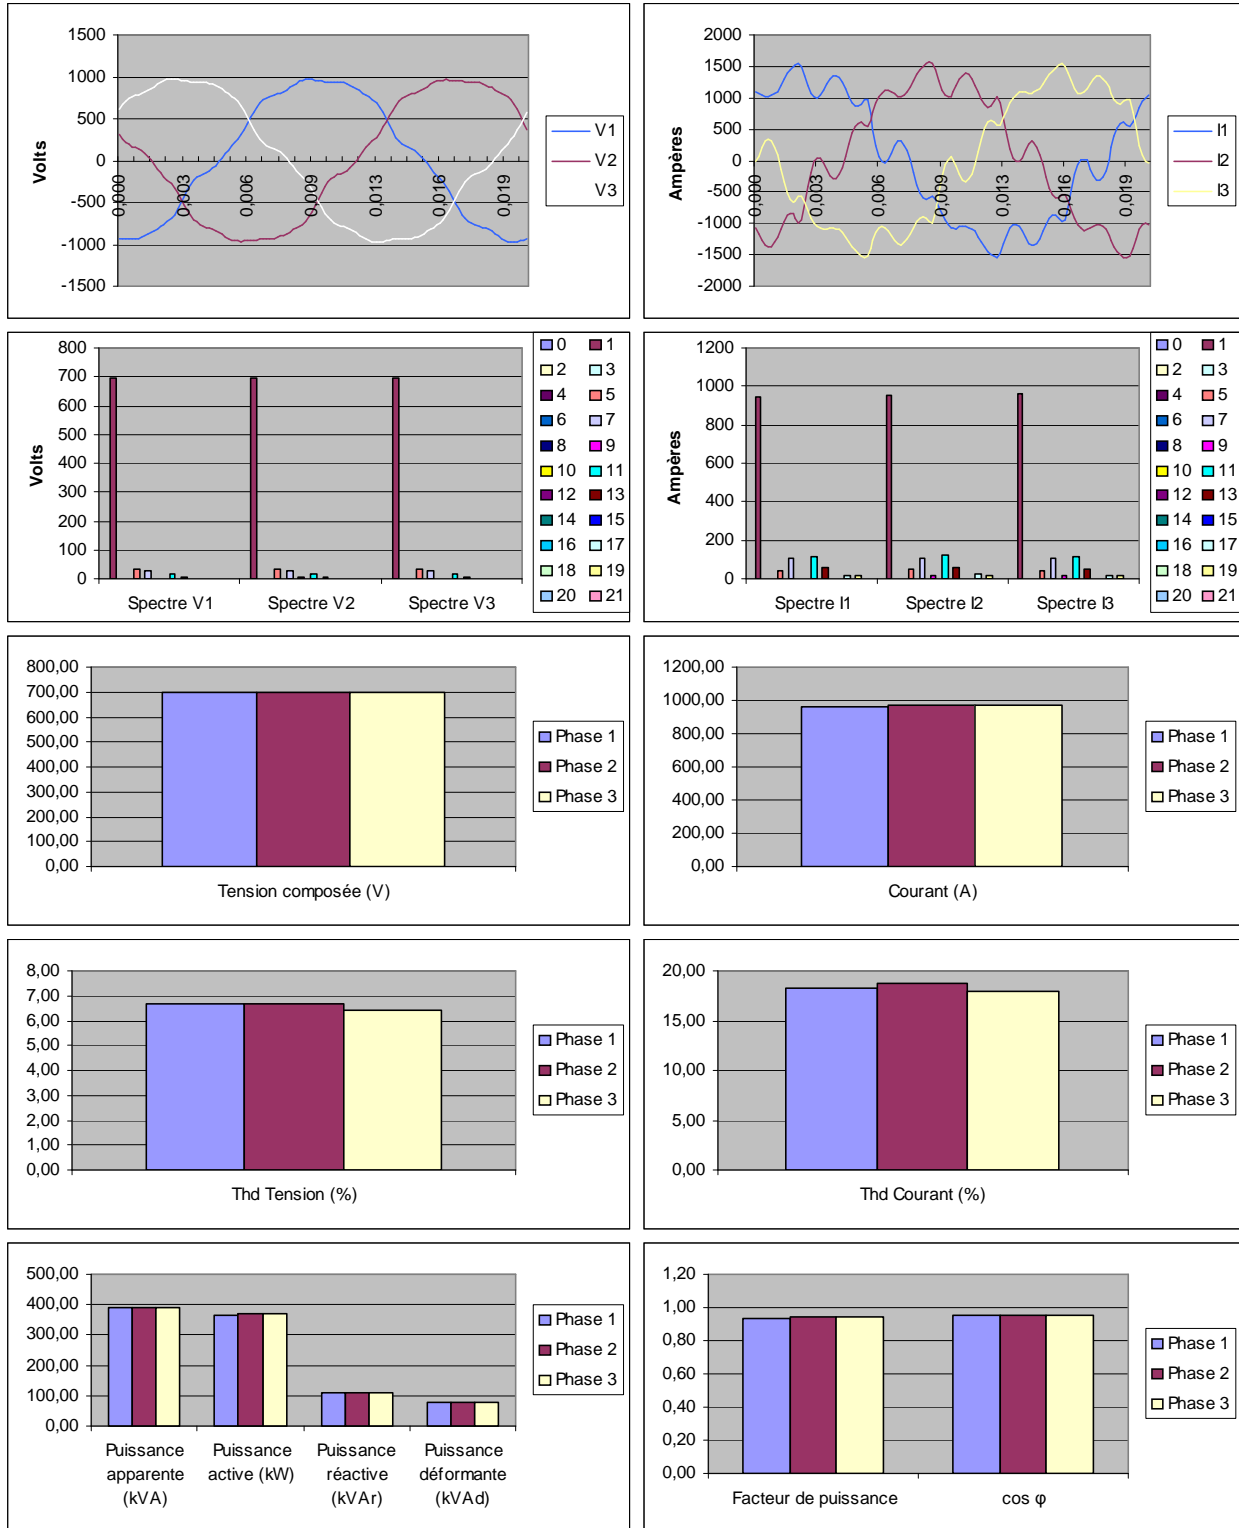 1500
1000
500
0
-500
-1000
-1500
Volts
0,000
0,003
0,006
0,009
0,013
0,016
0,019
V1
V2
V3
2000
1500
1000
500
0
-500
-1000
-1500
-2000
Ampères
0,000
0,003
0,006
0,009
0,013
0,016
0,019
I1
I2
I3
800
700
600
500
400
300
200
100
0
Volts
Spectre V1 Spectre V2 Spectre V3
0 1
2 3
4 5
6 7
8 9
10 11
12 13
14 15
16 17
18 19
20 21
1200
1000
800
600
400
200
0
Ampères
Spectre I1 Spectre I2 Spectre I3
0 1
2 3
4 5
6 7
8 9
10 11
12 13
14 15
16 17
18 19
20 21
800,00
700,00
600,00
500,00
400,00
300,00
200,00
100,00
0,00
Tension composée (V)
Phase 1
Phase 2
Phase 3
1200,00
1000,00
800,00
600,00
400,00
200,00
0,00
Courant (A)
Phase 1
Phase 2
Phase 3
8,00
7,00
6,00
5,00
4,00
3,00
2,00
1,00
0,00
Thd Tension (%)
Phase 1
Phase 2
Phase 3
20,00
15,00
10,00
5,00
0,00
Thd Courant (%)
Phase 1
Phase 2
Phase 3
500,00
400,00
300,00
200,00
100,00
0,00
Puissance
apparente
(kVA)
Puissance
active (kW)
Puissance
réactive
(kVAr)
Puissance
déformante
(kVAd)
Phase 1
Phase 2
Phase 3
1,20
1,00
0,80
0,60
0,40
0,20
0,00
Facteur de puissance
cos φ
Phase 1
Phase 2
Phase 3